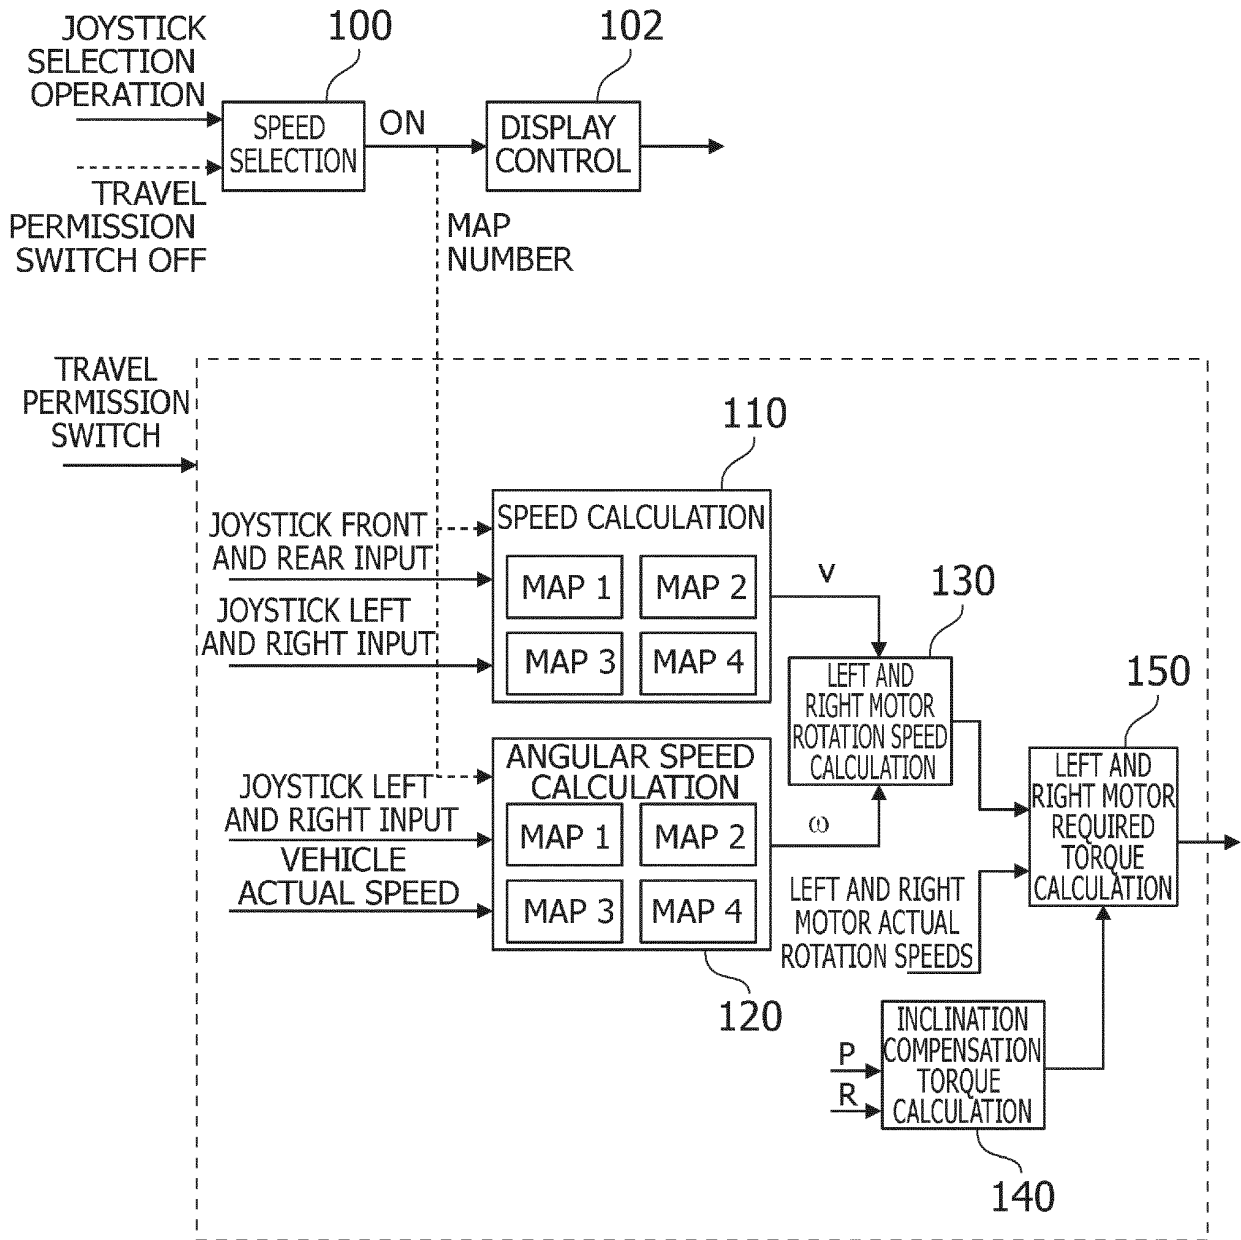 JOYSTICK
SELECTION
OPERATION
100
102
SPEED
SELECTION
ON
DISPLAY
CONTROL
TRAVEL
PERMISSION
SWITCH OFF
MAP
NUMBER
TRAVEL
PERMISSION
SWITCH
110
SPEED CALCULATION
JOYSTICK FRONT
AND REAR INPUT
JOYSTICK LEFT
AND RIGHT INPUT
MAP 1
MAP 2
MAP 3
MAP 4
V
130
LEFT AND
RIGHT MOTOR
ROTATION SPEED
CALCULATION
150
LEFT AND
RIGHT MOTOR
REQUIRED
TORQUE
CALCULATION
ANGULAR SPEED
CALCULATION
JOYSTICK LEFT
AND RIGHT INPUT
VEHICLE
ACTUAL SPEED
MAP 1
MAP 2
MAP 3
MAP 4
ω
LEFT AND RIGHT
MOTOR ACTUAL
ROTATION SPEEDS
120
P
R
INCLINATION
COMPENSATION
TORQUE
CALCULATION
140